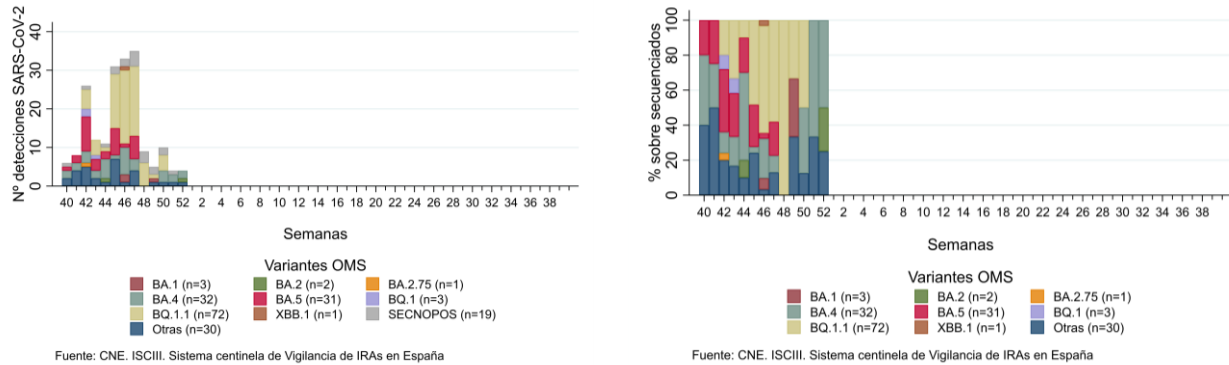 Nº detecciones SARS-CoV-2
40
30
20
10
0
40 42 44 46 48 50 52 2 4 6 8 10 12 14 16 18 20 22 24 26 28 30 32 34 36 38
Semanas
Variantes OMS
BA.1 (n=3) BA.2 (n=2) BA.2.75 (n=1)
BA.4 (n=32) BA.5 (n=31) BQ.1 (n=3)
BQ.1.1 (n=72) XBB.1 (n=1) SECNOPOS (n=19)
Otras (n=30)
Fuente: CNE. ISCIII. Sistema centinela de Vigilancia de IRAs en España
% sobre secuenciados
100
80
60
40
20
0
40 42 44 46 48 50 52 2 4 6 8 10 12 14 16 18 20 22 24 26 28 30 32 34 36 38
Semanas
Variantes OMS
BA.1 (n=3) BA.2 (n=2) BA.2.75 (n=1)
BA.4 (n=32) BA.5 (n=31) BQ.1 (n=3)
BQ.1.1 (n=72) XBB.1 (n=1) Otras (n=30)
Fuente: CNE. ISCIII. Sistema centinela de Vigilancia de IRAs en España